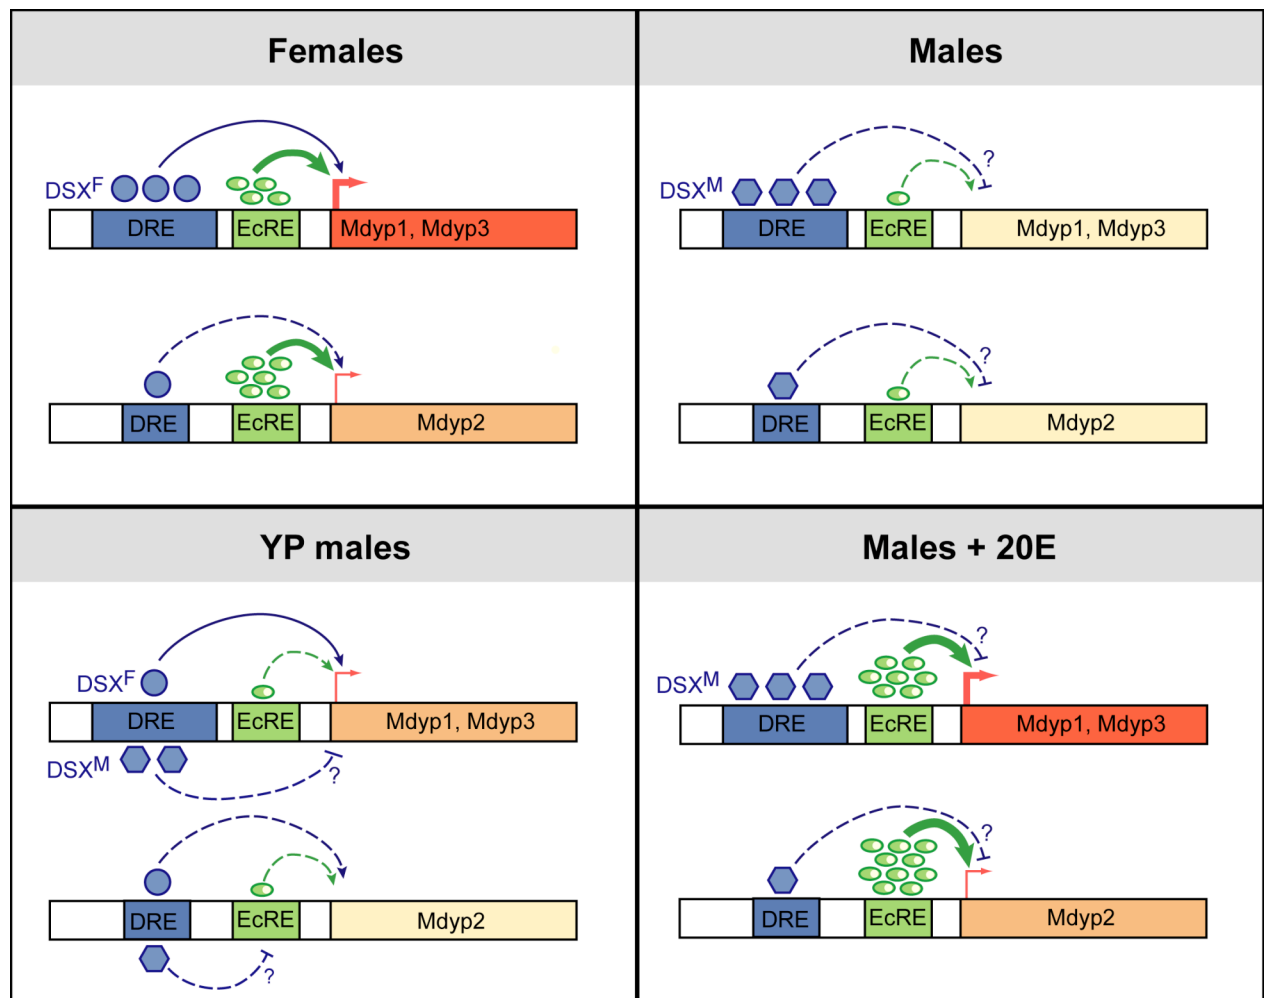 Females
DSXF
DRE
EcRE
Mdyp1, Mdyp3
DRE
EcRE
Mdyp2
Males
?
DSXM
DRE
EcRE
Mdyp1, Mdyp3
?
DRE
EcRE
Mdyp2
YP males
DSXF
DRE
EcRE
Mdyp1, Mdyp3
DSXM
?
DRE
EcRE
Mdyp2
?
Males + 20E
?
DSXM
DRE
EcRE
Mdyp1, Mdyp3
?
DRE
EcRE
Mdyp2